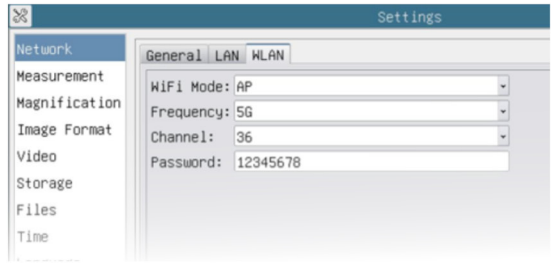 Settings
Network
Measurement
Magnification
Image Format
Video
Storage
Files
Time
General LAN WLAN
WiFi Mode: AP
Frequency: 5G
Channel: 36
Password: 12345678